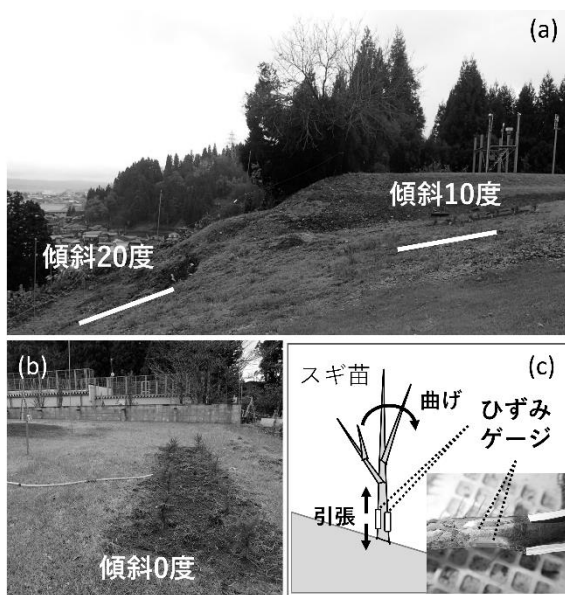 (a)
傾斜10度
傾斜20度
(b)
傾斜0度
(c)
スギ苗
曲げ
ひずみ
ゲージ
引張